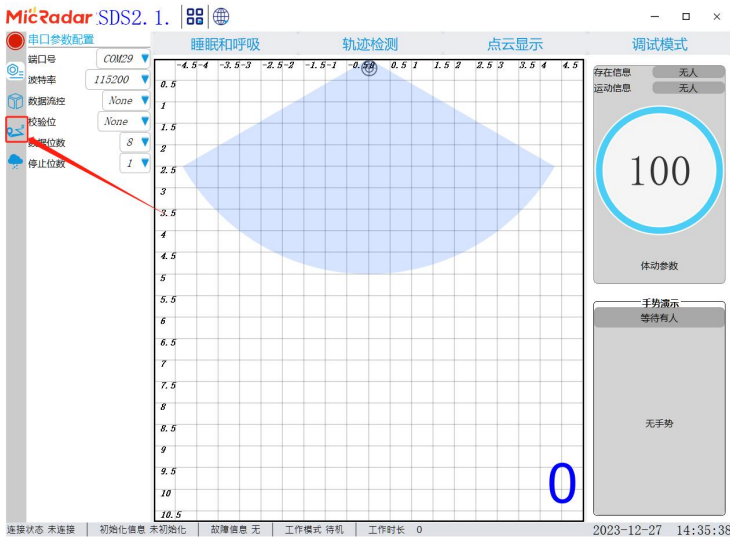 MicRadar SDS2.1.
串口参数配置
睡眠和呼吸 轨迹检测 点云显示 调试模式
端口号 COM29
波特率 115200
数据流控 None
校验位 None
数据位数 8
停止位数 1
-4.5 -4 -3.5 -3 -2.5 -2 -1.5 -1 -0.5 0 0.5 1 1.5 2 2.5 3 3.5 4 4.5
0.5
1
1.5
2
2.5
3
3.5
4
4.5
5
5.5
6
6.5
7
7.5
8
8.5
9
9.5
10
10.5
0
存在信息 无人
运动信息 无人
100
体动参数
手势演示
等待有人
无手势
连接状态 未连接 初始化信息 未初始化 故障信息 无 工作模式 待机 工作时长 0
2023-12-27 14:35:38